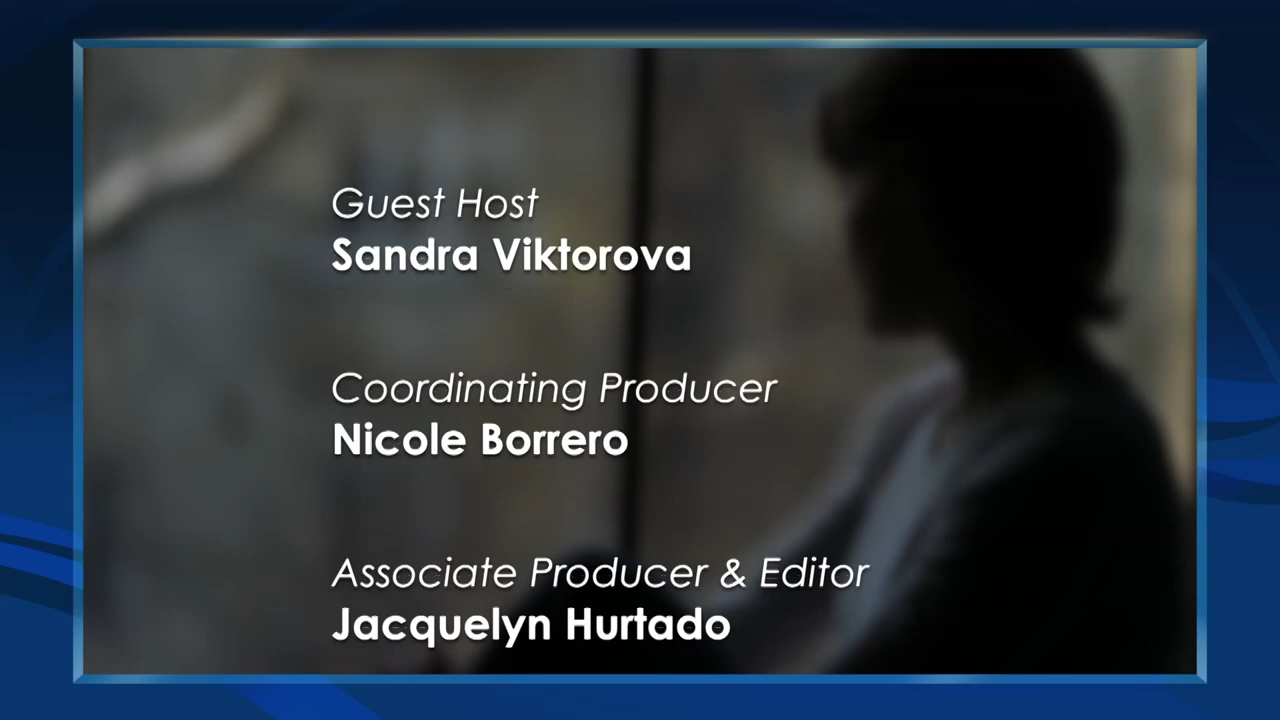 Guest Host
Sandra Viktorova
Coordinating Producer
Nicole Borrero
Associate Producer & Editor
Jacquelyn Hurtado